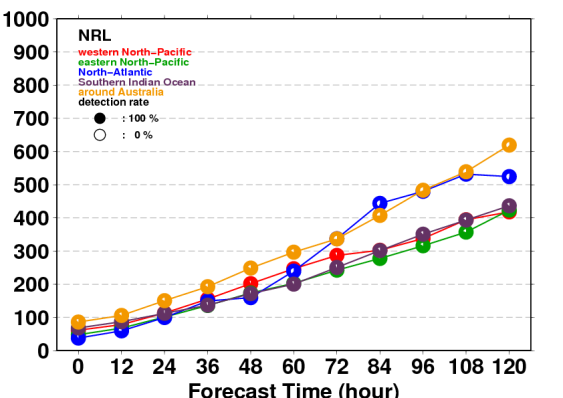 1000
900
800
700
600
500
400
300
200
100
0
NRL
western North-Pacific
eastern North-Pacific
North-Atlantic
Southern Indian Ocean
around Australia
detection rate
: 100 %
: 0 %
0 12 24 36 48 60 72 84 96 108 120
Forecast Time (hour)